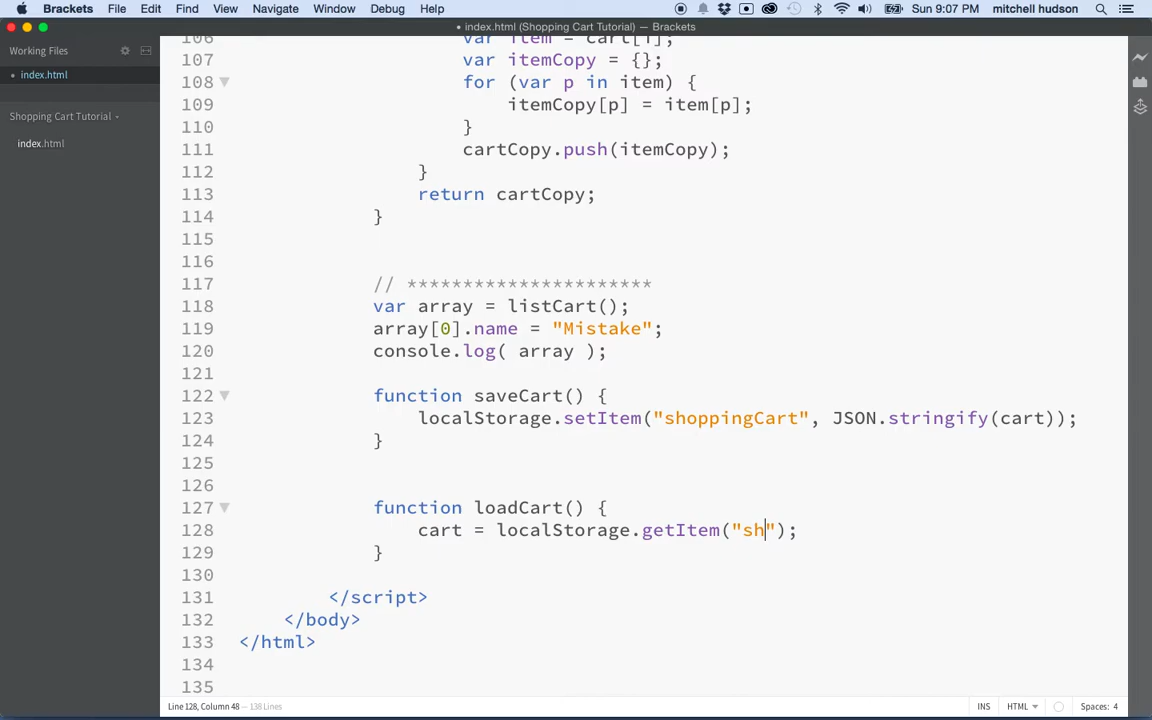 Brackets File Edit Find View Navigate Window Debug Help Sun 9:07 PM mitchell hudson
• index.html (Shopping Cart Tutorial) — Brackets
Working Files
• index.html
Shopping Cart Tutorial
index.html
106 var item = cart[i];
107 var itemCopy = {};
108 for (var p in item) {
109 itemCopy[p] = item[p];
110 }
111 cartCopy.push(itemCopy);
112 }
113 return cartCopy;
114 }
115
116
117 // **********************
118 var array = listCart();
119 array[0].name = "Mistake";
120 console.log( array );
121
122 function saveCart() {
123 localStorage.setItem("shoppingCart", JSON.stringify(cart));
124 }
125
126
127 function loadCart() {
128 cart = localStorage.getItem("sh");
129 }
130
131 </script>
132 </body>
133 </html>
134
135
Line 128, Column 48 — 138 Lines INS HTML Spaces: 4